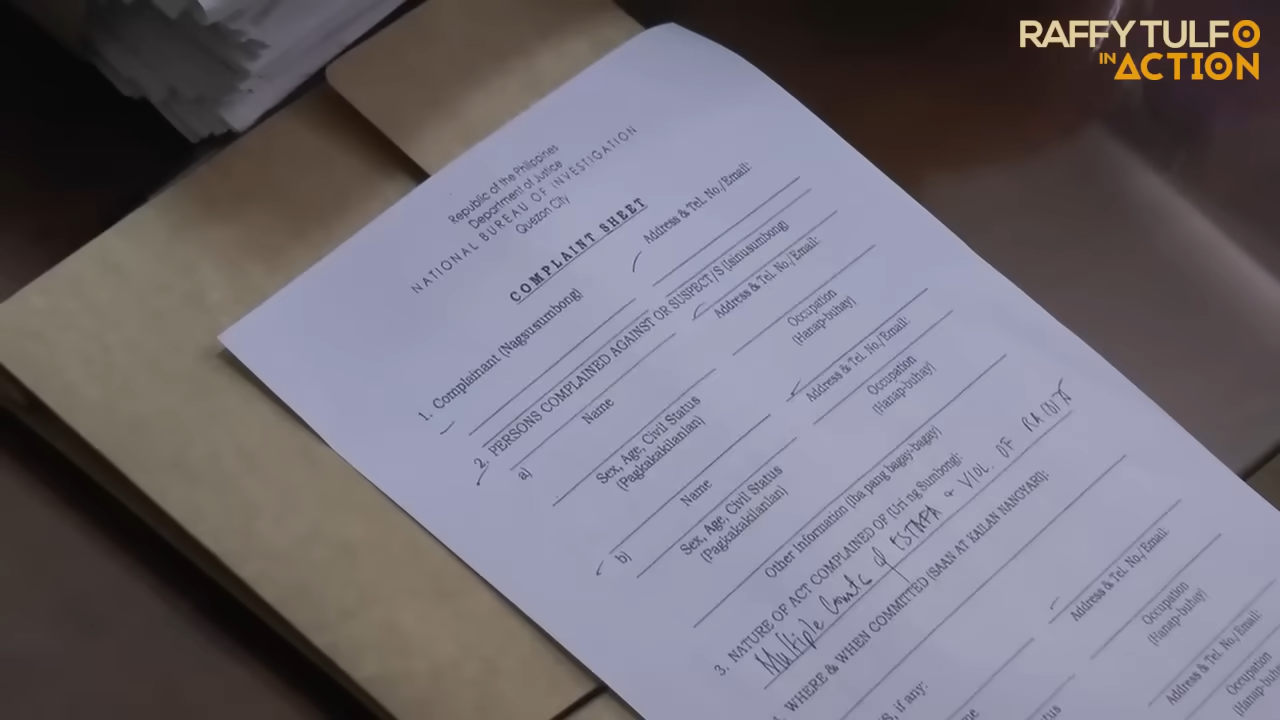 RAFFY TULFO
IN ACTION
Republic of the Philippines
Department of Justice
NATIONAL BUREAU OF INVESTIGATION
Quezon City
COMPLAINT SHEET
Address & Tel. No./Email:
1. Complainant (Nagsusumbong)
2. PERSONS COMPLAINED AGAINST OR SUSPECT/S (Isinusumbong)
a)
Name
Address & Tel. No./Email:
Sex, Age, Civil Status
(Pagkakakilanlan)
Occupation
(Hanap-buhay)
b)
Name
Address & Tel. No./Email:
Sex, Age, Civil Status
(Pagkakakilanlan)
Occupation
(Hanap-buhay)
Other Information (Iba pang bagay-bagay)
3. NATURE OF ACT COMPLAINED OF (Uri ng Sumbong):
Multiple Counts of ESTAFA & VIOL. OF RA
WHERE & WHEN COMMITTED (SAAN AT KAILAN NANGYARI):
if any:
Address & Tel. No./Email:
Occupation
(Hanap-buhay)
Address & Tel. No./Email:
Occupation